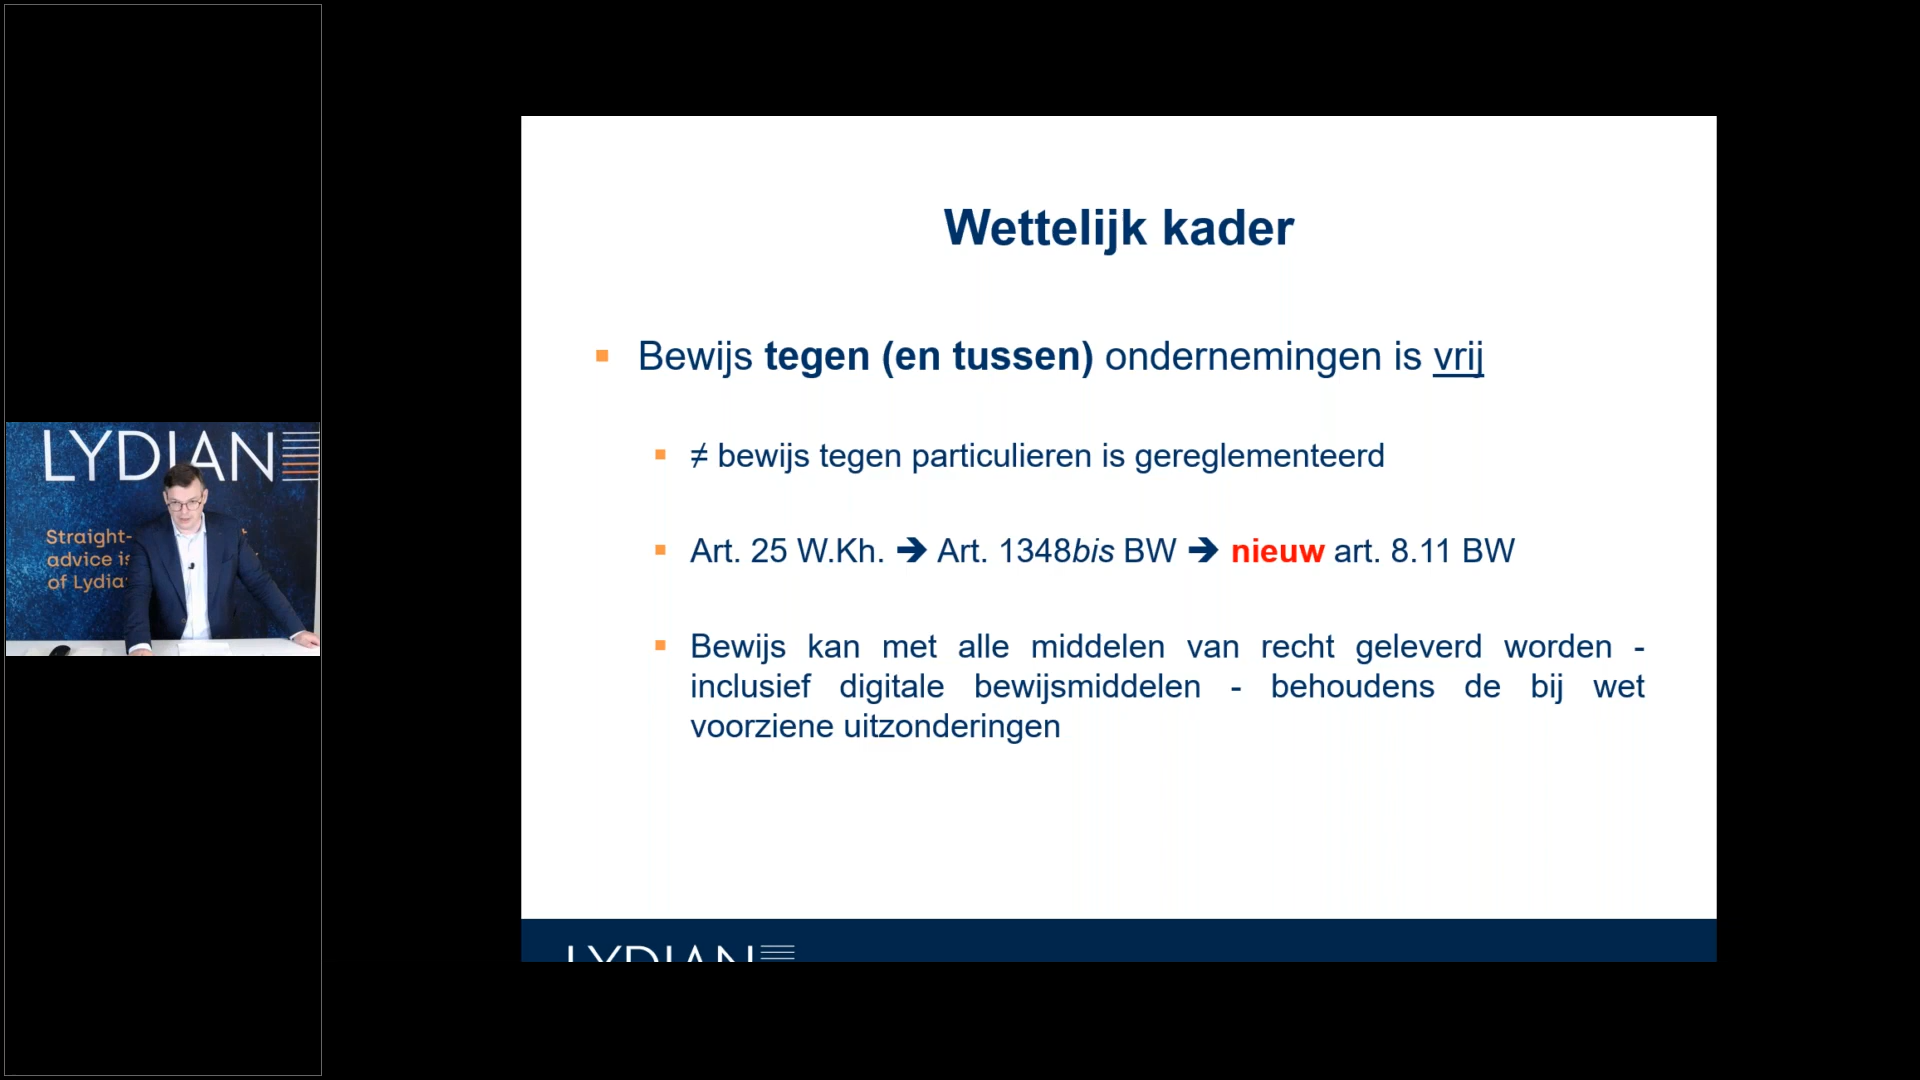 LYDIAN
Straight-
advice is
of Lydia
Wettelijk kader
▪ Bewijs tegen (en tussen) ondernemingen is vrij
▪ ≠ bewijs tegen particulieren is gereglementeerd
▪ Art. 25 W.Kh. ➔ Art. 1348bis BW ➔ nieuw art. 8.11 BW
▪ Bewijs kan met alle middelen van recht geleverd worden -
inclusief digitale bewijsmiddelen - behoudens de bij wet
voorziene uitzonderingen
LYDIAN